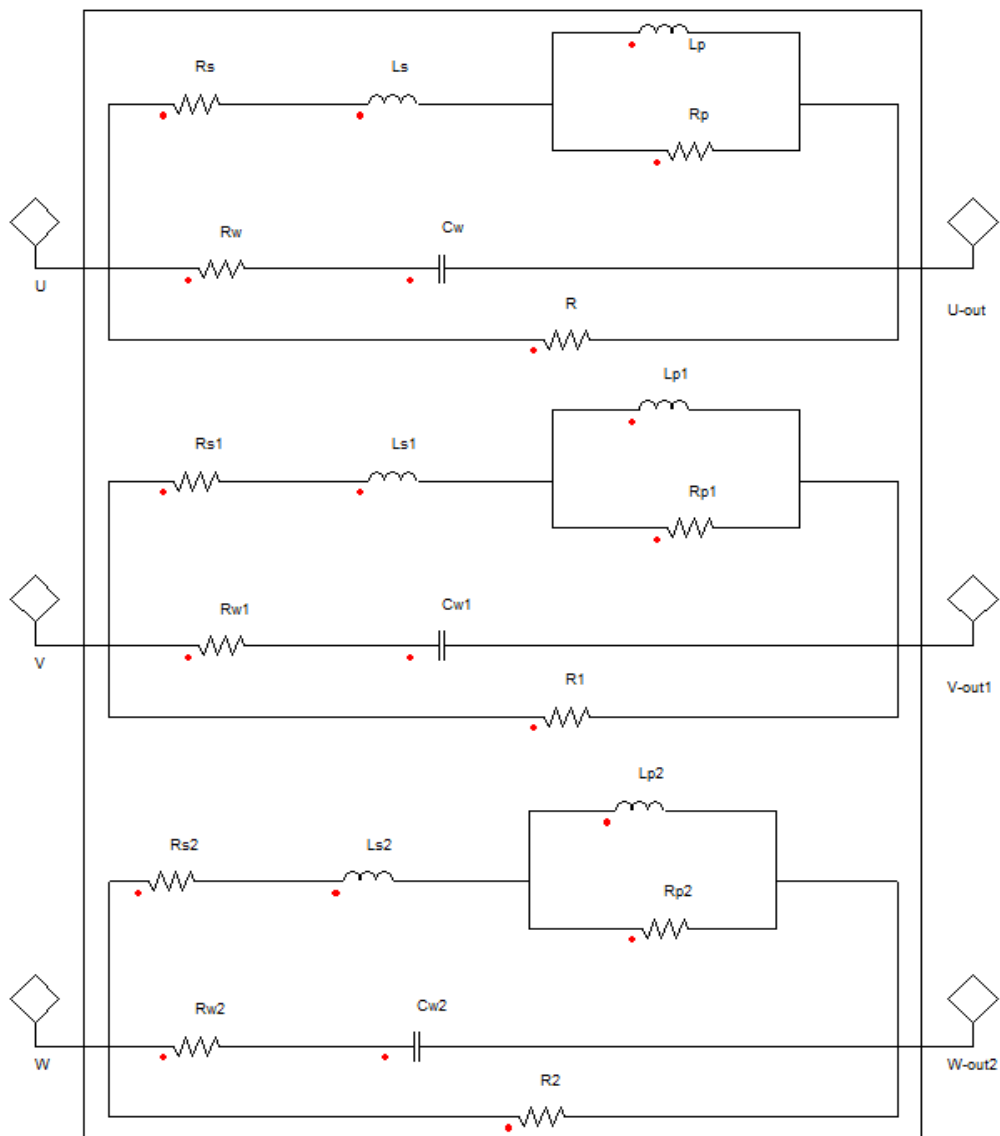 Lp
Rs
Ls
Rp
Rw
Cw
U
R
U-out
Lp1
Rs1
Ls1
Rp1
Rw1
Cw1
V
R1
V-out1
Lp2
Rs2
Ls2
Rp2
Rw2
Cw2
W
R2
W-out2